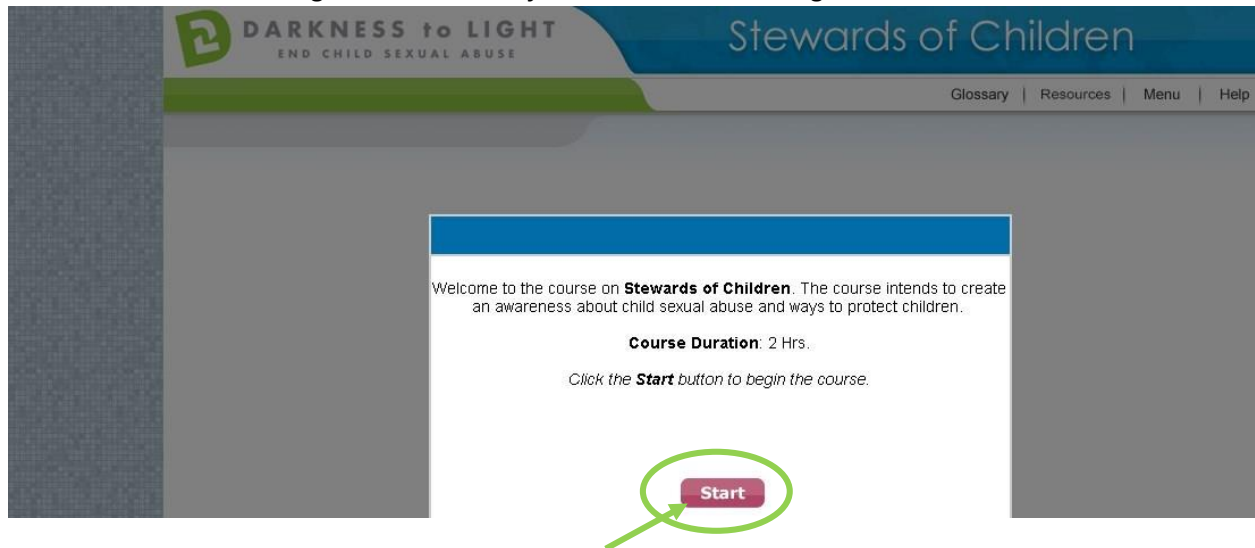 DARKNESS to LIGHT
END CHILD SEXUAL ABUSE
Stewards of Children
Glossary | Resources | Menu | Help
Welcome to the course on Stewards of Children. The course intends to create
an awareness about child sexual abuse and ways to protect children.
Course Duration: 2 Hrs.
Click the Start button to begin the course.
Start